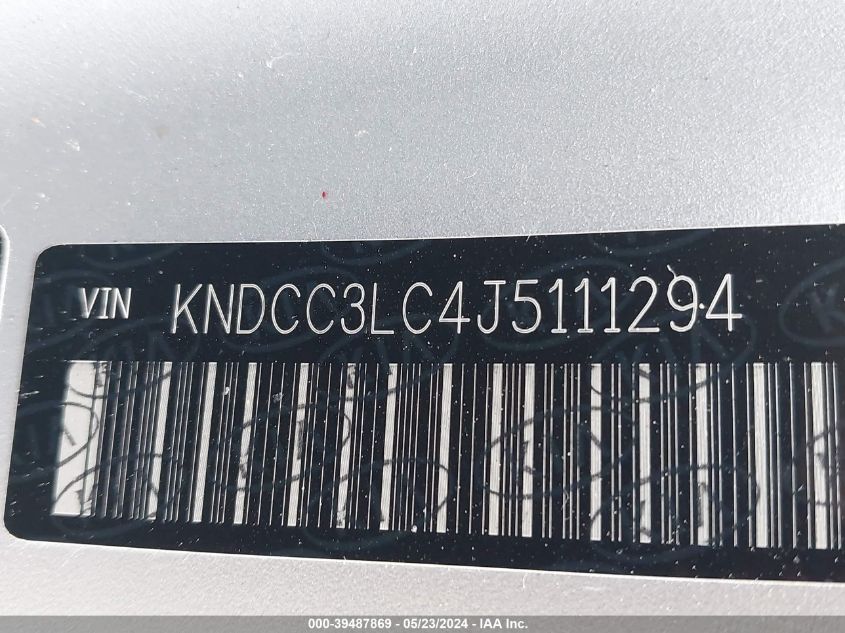 VIN KNDCC3LC4J5111294
000-39487869 - 05/23/2024 - IAA Inc.